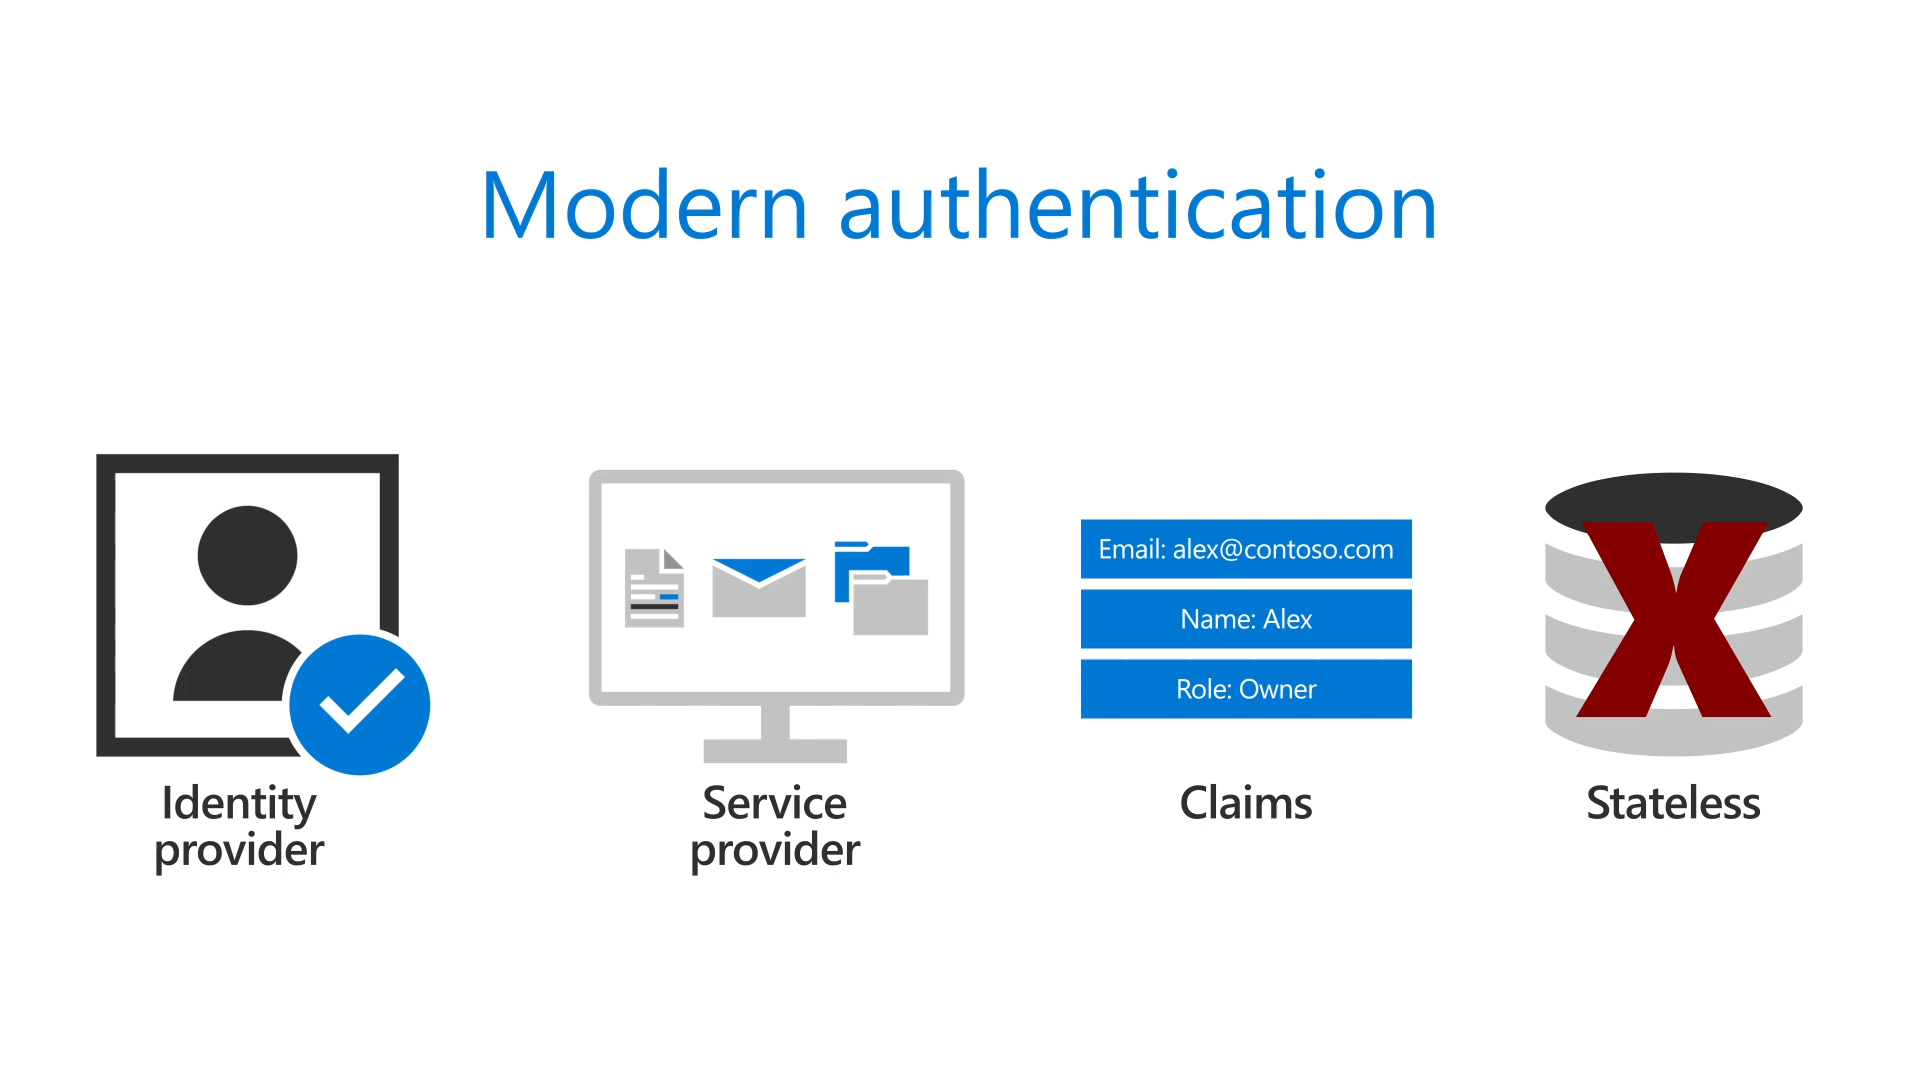 Modern authentication
Identity
provider
Service
provider
Email: alex@contoso.com
Name: Alex
Role: Owner
Claims
X
Stateless